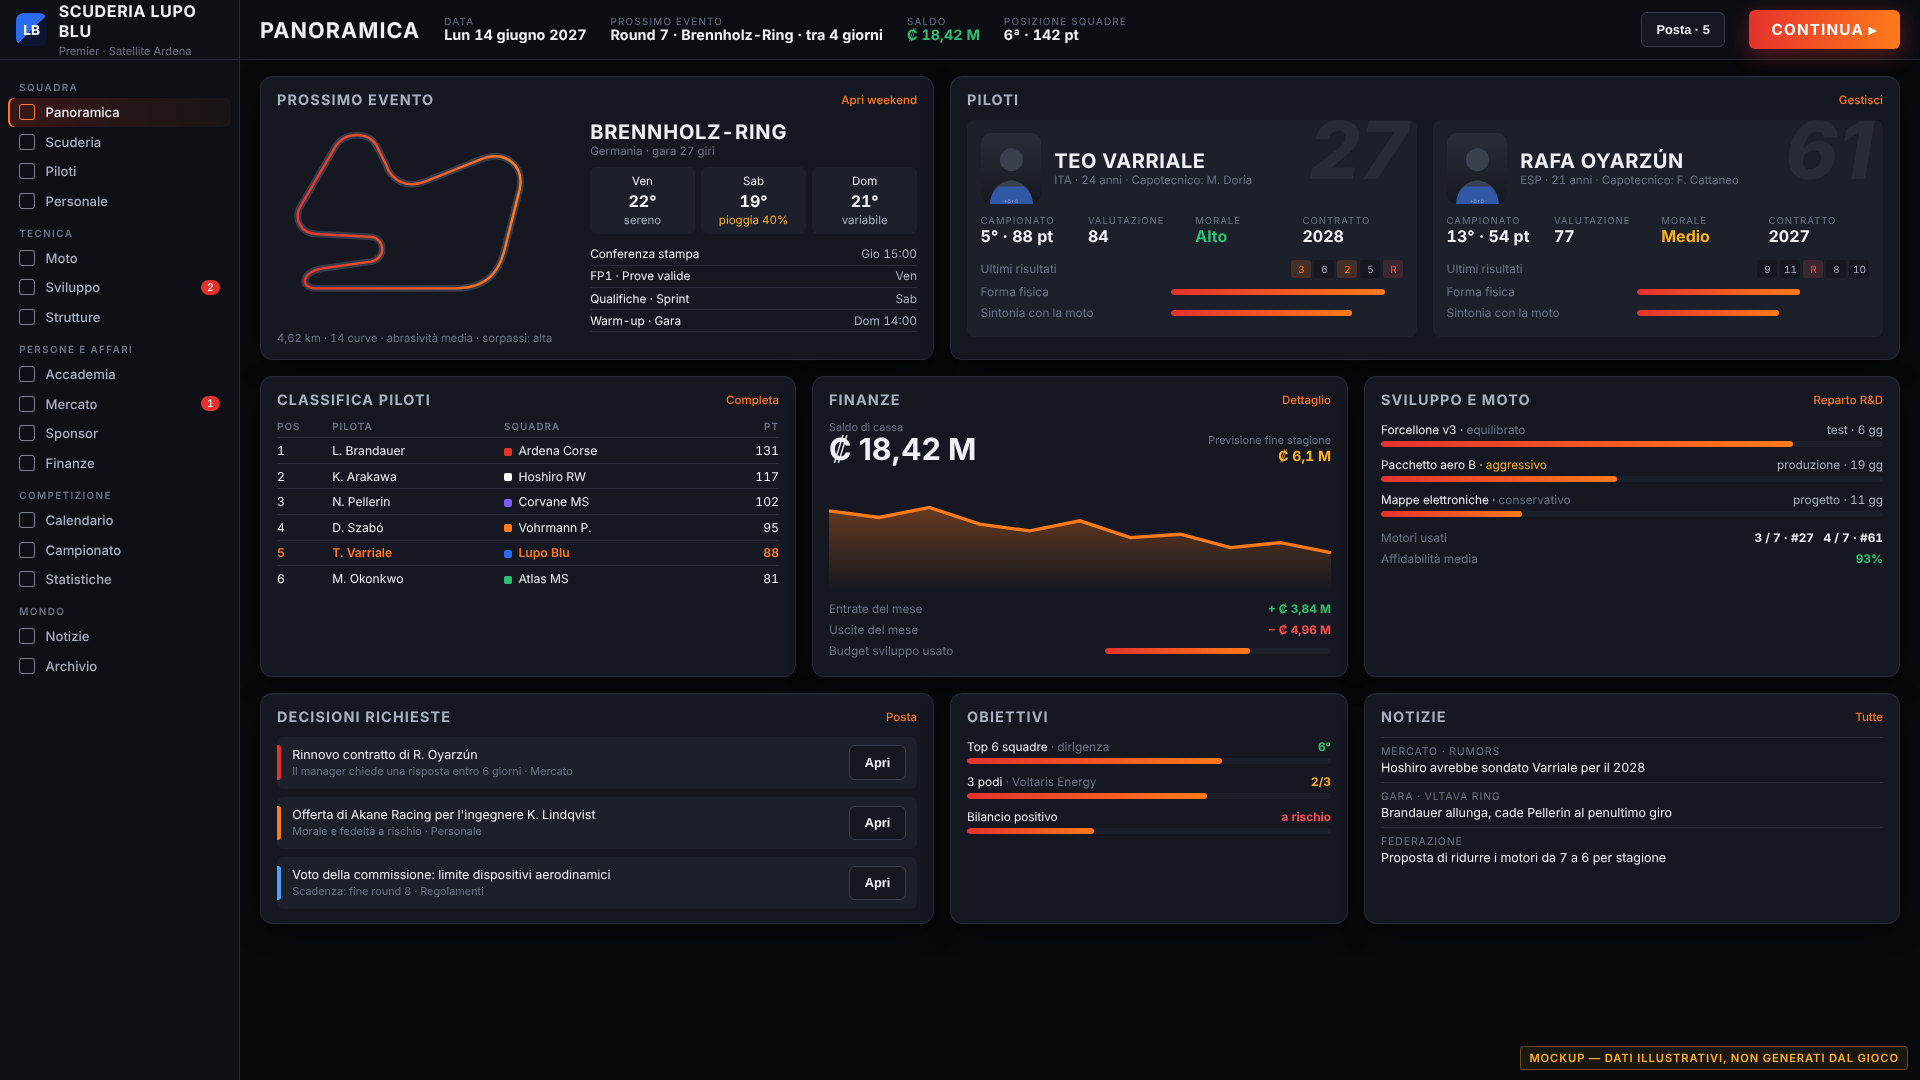 LB
SCUDERIA LUPO BLU
Premier · Satellite Ardena
SQUADRA
Panoramica
Scuderia
Piloti
Personale
TECNICA
Moto
Sviluppo 2
Strutture
PERSONE E AFFARI
Accademia
Mercato 1
Sponsor
Finanze
COMPETIZIONE
Calendario
Campionato
Statistiche
MONDO
Notizie
Archivio
PANORAMICA
DATA
Lun 14 giugno 2027
PROSSIMO EVENTO
Round 7 · Brennholz-Ring · tra 4 giorni
SALDO
₡ 18,42 M
POSIZIONE SQUADRE
6ª · 142 pt
Posta · 5
CONTINUA ▸
PROSSIMO EVENTO
Apri weekend
BRENNHOLZ-RING
Germania · gara 27 giri
Ven
22°
sereno
Sab
19°
pioggia 40%
Dom
21°
variabile
Conferenza stampa Gio 15:00
FP1 · Prove valide Ven
Qualifiche · Sprint Sab
Warm-up · Gara Dom 14:00
4,62 km · 14 curve · abrasività media · sorpassi: alta
PILOTI
Gestisci
27
TEO VARRIALE
ITA · 24 anni · Capotecnico: M. Doria
CAMPIONATO
5° · 88 pt
VALUTAZIONE
84
MORALE
Alto
CONTRATTO
2028
Ultimi risultati 3 6 2 5 R
Forma fisica
Sintonia con la moto
61
RAFA OYARZÚN
ESP · 21 anni · Capotecnico: F. Cattaneo
CAMPIONATO
13° · 54 pt
VALUTAZIONE
77
MORALE
Medio
CONTRATTO
2027
Ultimi risultati 9 11 R 8 10
Forma fisica
Sintonia con la moto
CLASSIFICA PILOTI
Completa
POS PILOTA SQUADRA PT
1 L. Brandauer Ardena Corse 131
2 K. Arakawa Hoshiro RW 117
3 N. Pellerin Corvane MS 102
4 D. Szabó Vohrmann P. 95
5 T. Varriale Lupo Blu 88
6 M. Okonkwo Atlas MS 81
FINANZE
Dettaglio
Saldo di cassa
₡ 18,42 M
Previsione fine stagione
₡ 6,1 M
Entrate del mese + ₡ 3,84 M
Uscite del mese − ₡ 4,96 M
Budget sviluppo usato
SVILUPPO E MOTO
Reparto R&D
Forcellone v3 · equilibrato test · 6 gg
Pacchetto aero B · aggressivo produzione · 19 gg
Mappe elettroniche · conservativo progetto · 11 gg
Motori usati 3 / 7 · #27 4 / 7 · #61
Affidabilità media 93%
DECISIONI RICHIESTE
Posta
Rinnovo contratto di R. Oyarzún
Il manager chiede una risposta entro 6 giorni · Mercato
Apri
Offerta di Akane Racing per l'ingegnere K. Lindqvist
Morale e fedeltà a rischio · Personale
Apri
Voto della commissione: limite dispositivi aerodinamici
Scadenza: fine round 8 · Regolamenti
Apri
OBIETTIVI
Top 6 squadre · dirigenza 6°
3 podi · Voltaris Energy 2/3
Bilancio positivo a rischio
NOTIZIE
Tutte
MERCATO · RUMORS
Hoshiro avrebbe sondato Varriale per il 2028
GARA · VLTAVA RING
Brandauer allunga, cade Pellerin al penultimo giro
FEDERAZIONE
Proposta di ridurre i motori da 7 a 6 per stagione
MOCKUP — DATI ILLUSTRATIVI, NON GENERATI DAL GIOCO